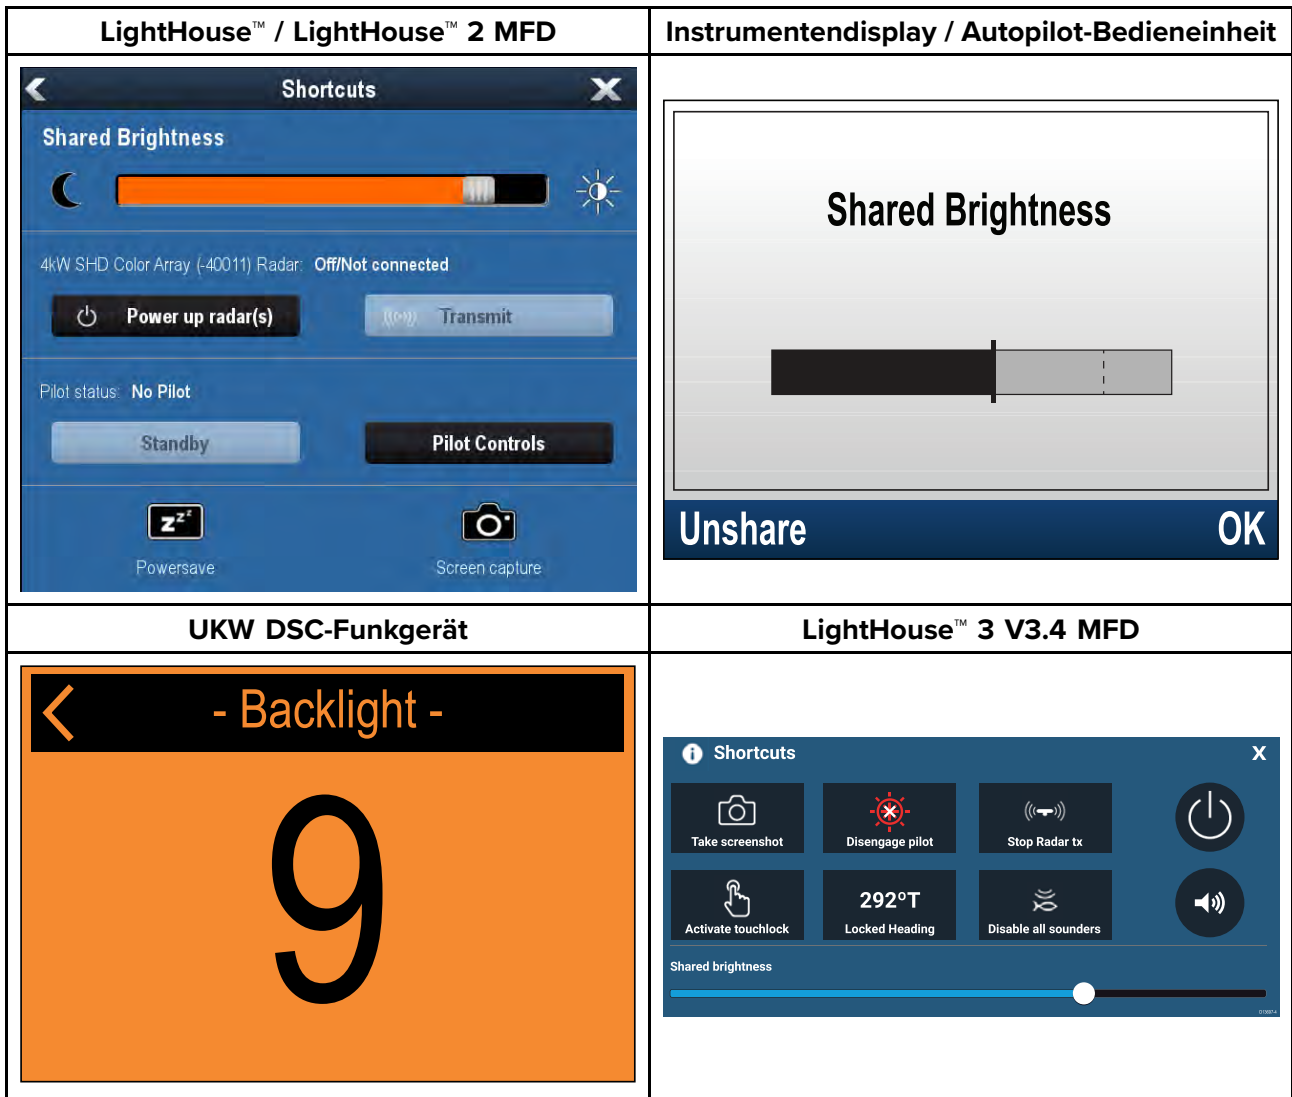 LightHouse™ / LightHouse™ 2 MFD
Instrumentendisplay / Autopilot-Bedieneinheit
Shortcuts
Shared Brightness
4kW SHD Color Array (-40011) Radar: Off/Not connected
Power up radar(s)
Transmit
Pilot status: No Pilot
Standby
Pilot Controls
zzz
Powersave
Screen capture
Shared Brightness
Unshare
OK
UKW DSC-Funkgerät
LightHouse™ 3 V3.4 MFD
- Backlight -
9
Shortcuts
X
Take screenshot
Disengage pilot
Stop Radar tx
Activate touchlock
292°T
Locked Heading
Disable all sounders
Shared brightness